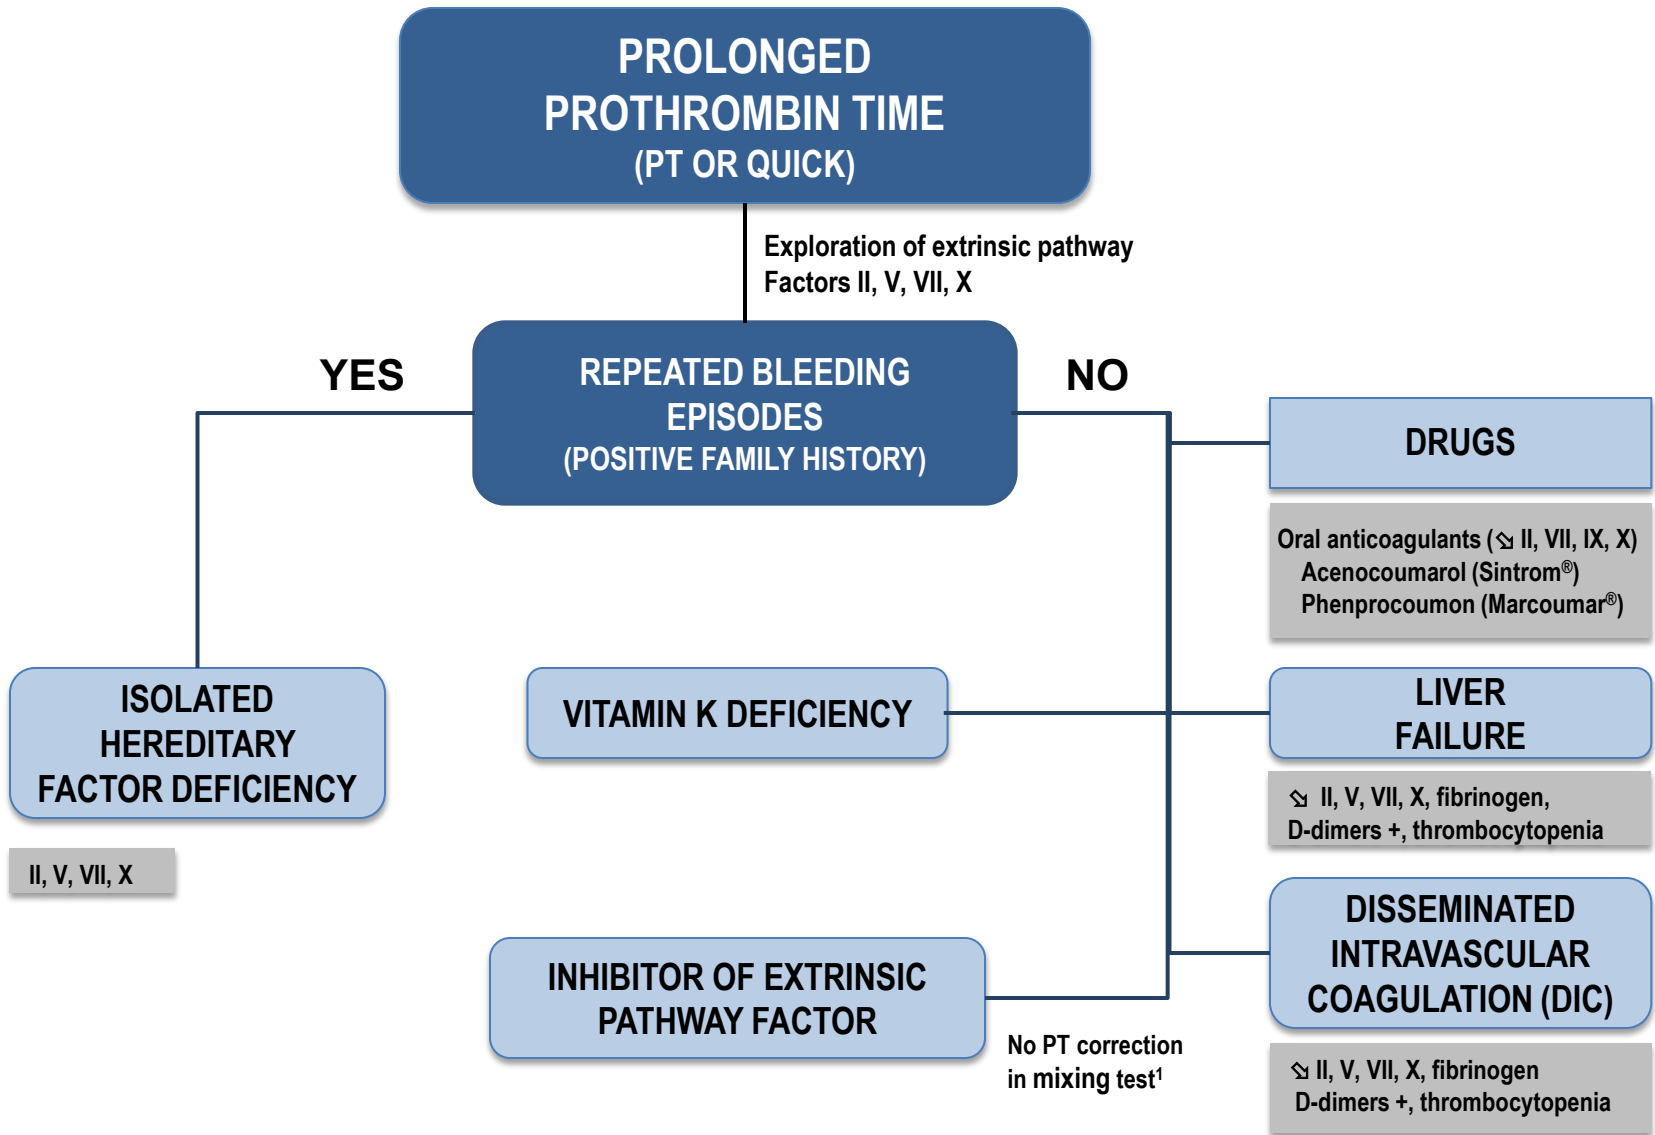 PROLONGED
PROTHROMBIN TIME
(PT OR QUICK)
Exploration of extrinsic pathway
Factors II, V, VII, X
YES
REPEATED BLEEDING
EPISODES
(POSITIVE FAMILY HISTORY)
NO
DRUGS
Oral anticoagulants (⇘ II, VII, IX, X)
Acenocoumarol (Sintrom®)
Phenprocoumon (Marcoumar®)
ISOLATED
HEREDITARY
FACTOR DEFICIENCY
II, V, VII, X
VITAMIN K DEFICIENCY
LIVER
FAILURE
⇘ II, V, VII, X, fibrinogen,
D-dimers +, thrombocytopenia
INHIBITOR OF EXTRINSIC
PATHWAY FACTOR
No PT correction
in mixing test¹
DISSEMINATED
INTRAVASCULAR
COAGULATION (DIC)
⇘ II, V, VII, X, fibrinogen
D-dimers +, thrombocytopenia